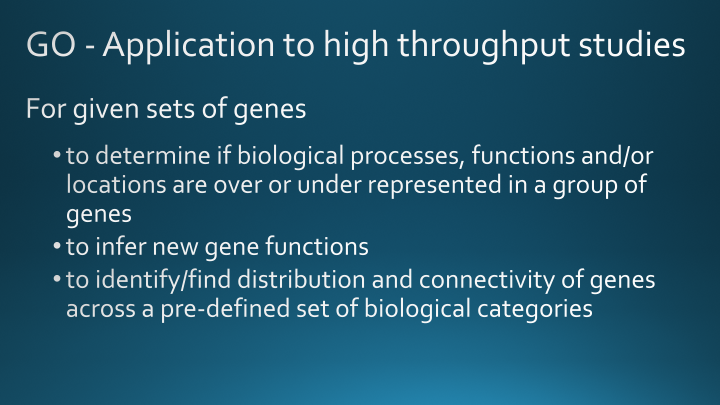 GO - Application to high throughput studies
For given sets of genes
•to determine if biological processes, functions and/or
locations are over or under represented in a group of
genes
•to infer new gene functions
•to identify/find distribution and connectivity of genes
across a pre-defined set of biological categories